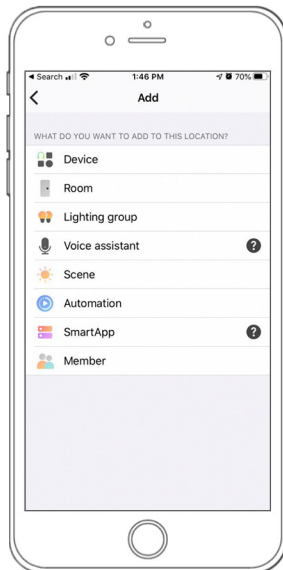 Search 1:46 PM 70%
Add
WHAT DO YOU WANT TO ADD TO THIS LOCATION?
Device
Room
Lighting group
Voice assistant ?
Scene
Automation
SmartApp ?
Member